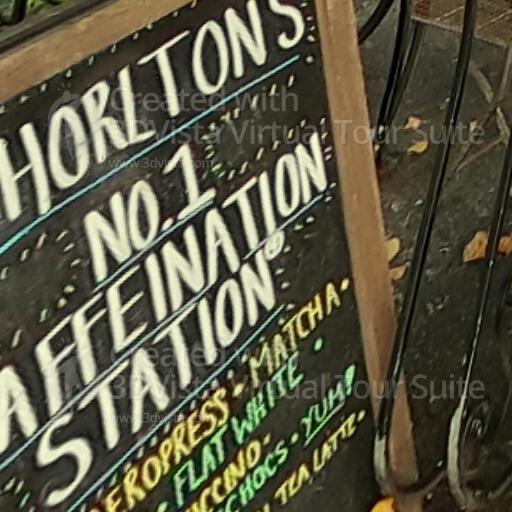 HORLTONS
NO.1
AFFEINATION
STATION®
EROPRESS • MATCHA •
• FLAT WHITE •
CCINO •
CHOCS • YUM!
TEA LATTE •
Created with
3DVista Virtual Tour Suite
www.3dvista.com
Created with
3DVista Virtual Tour Suite
www.3dvista.com